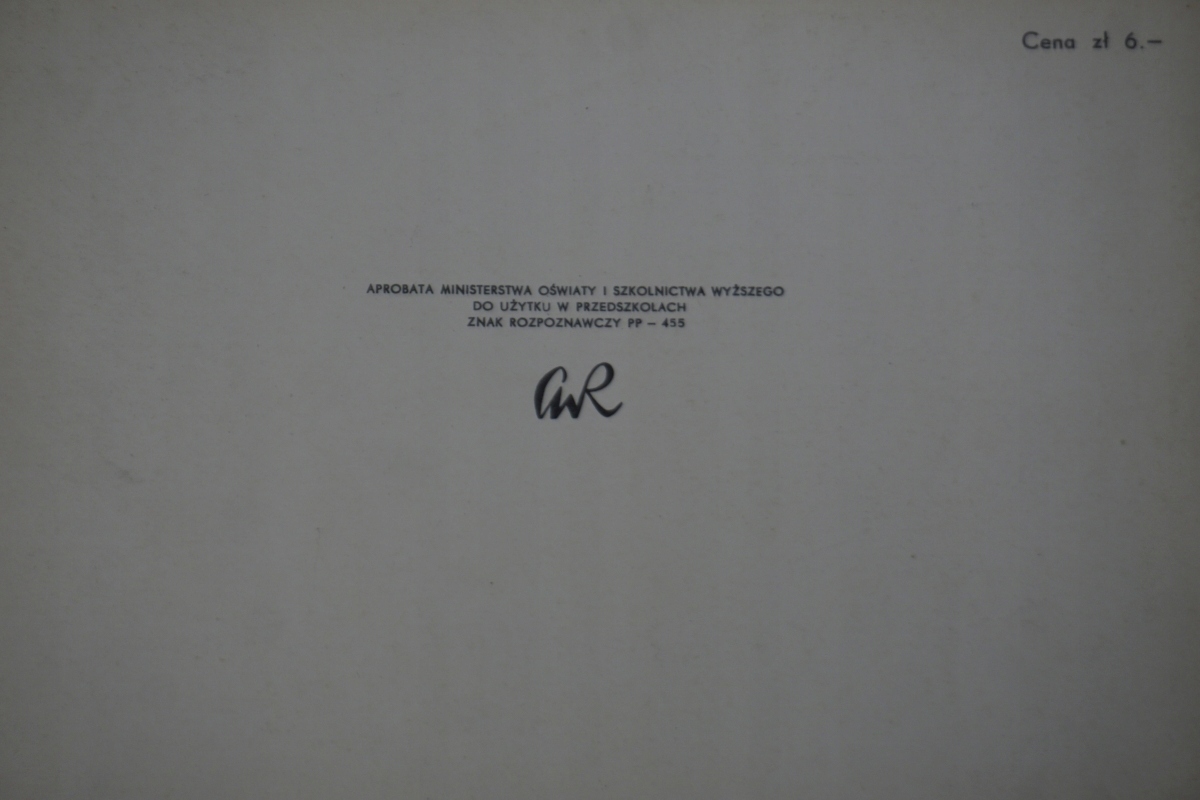 Cena zł 6.—
APROBATA MINISTERSTWA OŚWIATY I SZKOLNICTWA WYŻSZEGO
DO UŻYTKU W PRZEDSZKOLACH
ZNAK ROZPOZNAWCZY PP – 455